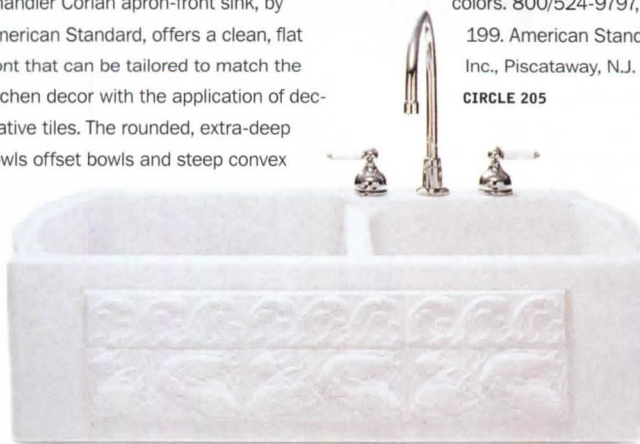 handler Corian apron-front sink, by
merican Standard, offers a clean, flat
ont that can be tailored to match the
tchen decor with the application of dec-
ative tiles. The rounded, extra-deep
wls offset bowls and steep convex
colors. 800/524-9797,
199. American Stand
Inc., Piscataway, N.J.
CIRCLE 205